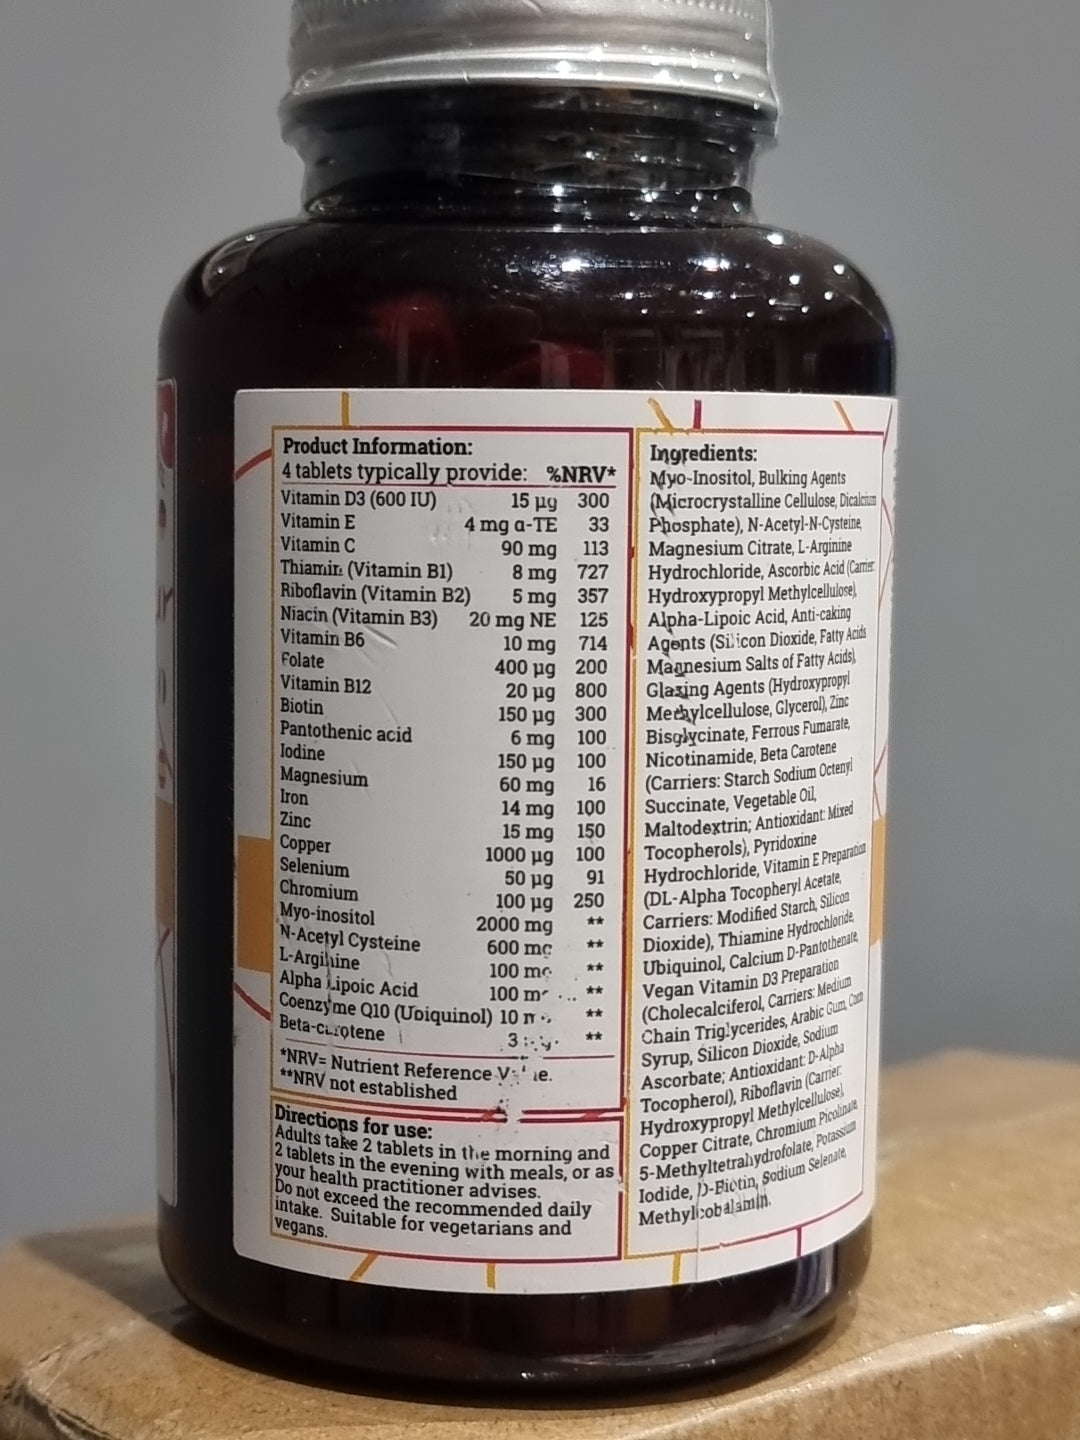 Product Information:
4 tablets typically provide: %NRV*
Vitamin D3 (600 IU) 15 µg 300
Vitamin E 4 mg α-TE 33
Vitamin C 90 mg 113
Thiamin (Vitamin B1) 8 mg 727
Riboflavin (Vitamin B2) 5 mg 357
Niacin (Vitamin B3) 20 mg NE 125
Vitamin B6 10 mg 714
Folate 400 µg 200
Vitamin B12 20 µg 800
Biotin 150 µg 300
Pantothenic acid 6 mg 100
Iodine 150 µg 100
Magnesium 60 mg 16
Iron 14 mg 100
Zinc 15 mg 150
Copper 1000 µg 100
Selenium 50 µg 91
Chromium 100 µg 250
Myo-inositol 2000 mg **
N-Acetyl Cysteine 600 mg **
L-Arginine 100 mg **
Alpha Lipoic Acid 100 **
Coenzyme Q10 (Ubiquinol) 10 **
Beta-carotene 3 **
*NRV= Nutrient Reference Value.
**NRV not established
Directions for use:
Adults take 2 tablets in the morning and
2 tablets in the evening with meals, or as
your health practitioner advises.
Do not exceed the recommended daily
intake. Suitable for vegetarians and
vegans.
Ingredients:
Myo-Inositol, Bulking Agents
(Microcrystalline Cellulose, Dicalcium
Phosphate), N-Acetyl-N-Cysteine,
Magnesium Citrate, L-Arginine
Hydrochloride, Ascorbic Acid (Carrier:
Hydroxypropyl Methylcellulose),
Alpha-Lipoic Acid, Anti-caking
Agents (Silicon Dioxide, Fatty Acids
Magnesium Salts of Fatty Acids),
Glazing Agents (Hydroxypropyl
Methylcellulose, Glycerol), Zinc
Bisglycinate, Ferrous Fumarate,
Nicotinamide, Beta Carotene
(Carriers: Starch Sodium Octenyl
Succinate, Vegetable Oil,
Maltodextrin; Antioxidant: Mixed
Tocopherols), Pyridoxine
Hydrochloride, Vitamin E Preparation
(DL-Alpha Tocopheryl Acetate,
Carriers: Modified Starch, Silicon
Dioxide), Thiamine Hydrochloride,
Ubiquinol, Calcium D-Pantothenate,
Vegan Vitamin D3 Preparation
(Cholecalciferol, Carriers: Medium
Chain Triglycerides, Arabic Gum, Corn
Syrup, Silicon Dioxide, Sodium
Ascorbate; Antioxidant: D-Alpha
Tocopherol), Riboflavin (Carrier:
Hydroxypropyl Methylcellulose),
Copper Citrate, Chromium Picolinate,
5-Methyltetrahydrofolate, Potassium
Iodide, D-Biotin, Sodium Selenate,
Methylcobalamin.